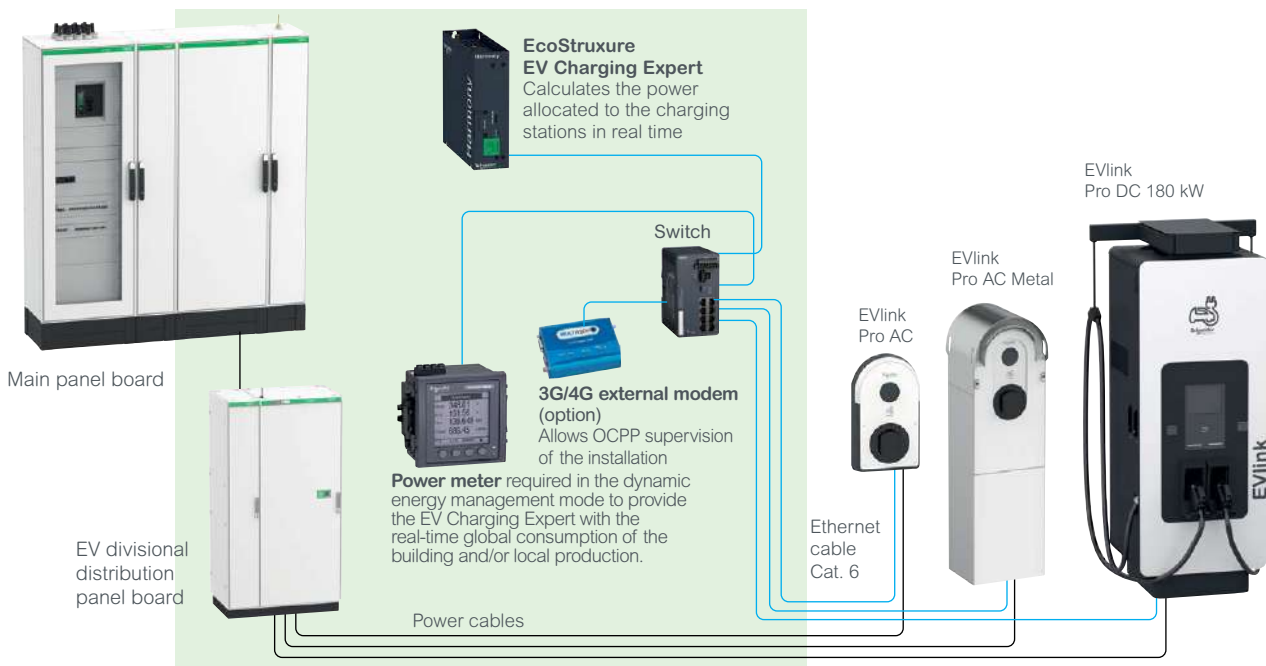 EcoStruxure
EV Charging Expert
Calculates the power
allocated to the charging
stations in real time
Harmony
Harmony
Switch
EVlink
Pro DC 180 kW
EVlink
Pro AC Metal
EVlink
Pro AC
Main panel board
3G/4G external modem
(option)
Allows OCPP supervision
of the installation
Power meter required in the dynamic
energy management mode to provide
the EV Charging Expert with the
real-time global consumption of the
building and/or local production.
EV divisional
distribution
panel board
Ethernet
cable
Cat. 6
Power cables
EVlink